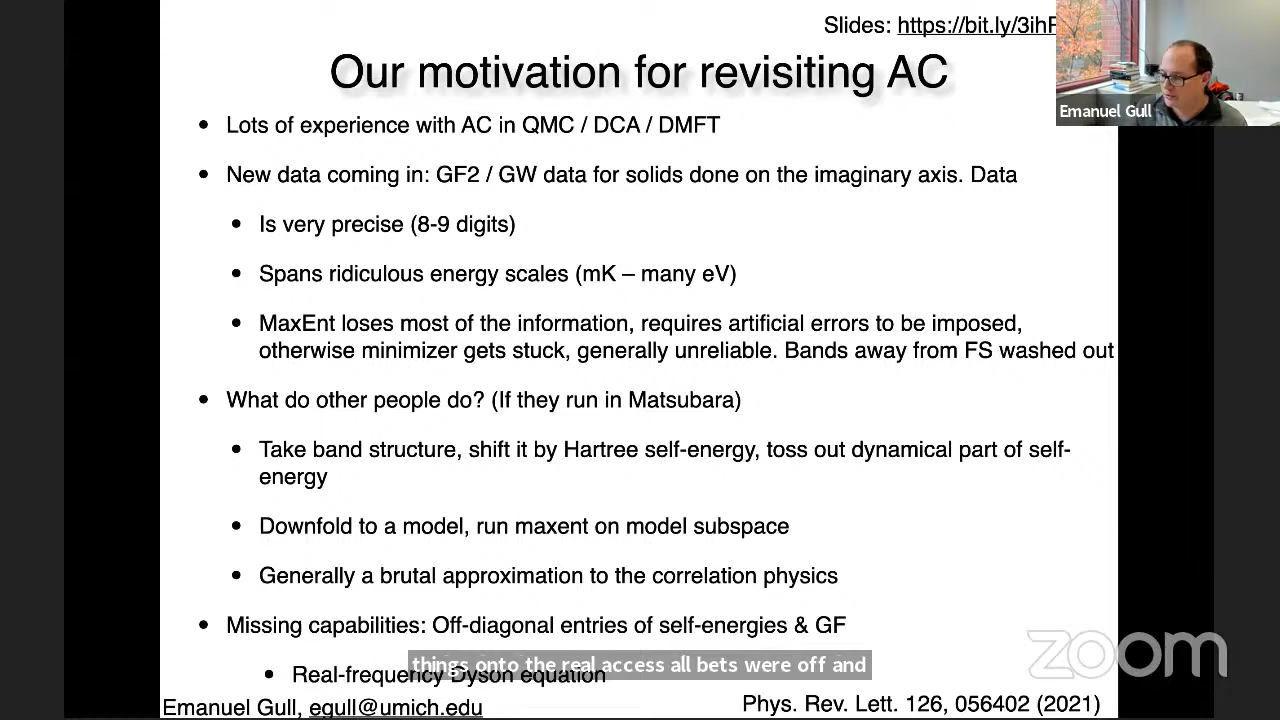 Slides: https://bit.ly/3ihF
Our motivation for revisiting AC
Emanuel Gull
• Lots of experience with AC in QMC / DCA / DMFT
• New data coming in: GF2 / GW data for solids done on the imaginary axis. Data
• Is very precise (8-9 digits)
• Spans ridiculous energy scales (mK – many eV)
• MaxEnt loses most of the information, requires artificial errors to be imposed,
otherwise minimizer gets stuck, generally unreliable. Bands away from FS washed out
• What do other people do? (If they run in Matsubara)
• Take band structure, shift it by Hartree self-energy, toss out dynamical part of self-
energy
• Downfold to a model, run maxent on model subspace
• Generally a brutal approximation to the correlation physics
• Missing capabilities: Off-diagonal entries of self-energies & GF
things onto the real access all bets were off and
• Real-frequency Dyson equation
zoom
Emanuel Gull, egull@umich.edu
Phys. Rev. Lett. 126, 056402 (2021)